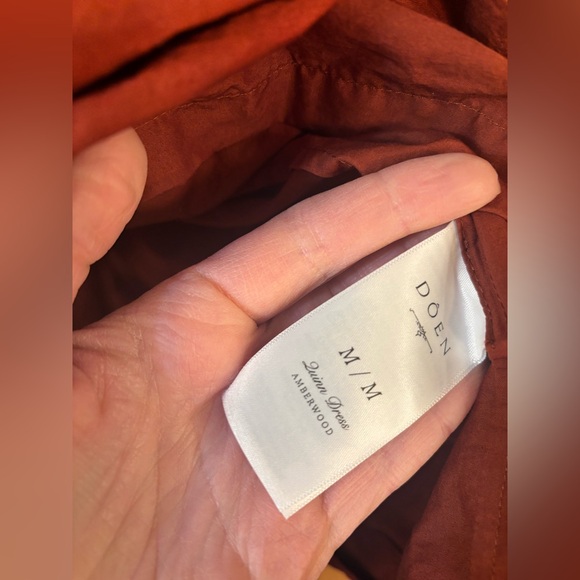 DÔEN
M / M
Quinn Dress
AMBERWOOD